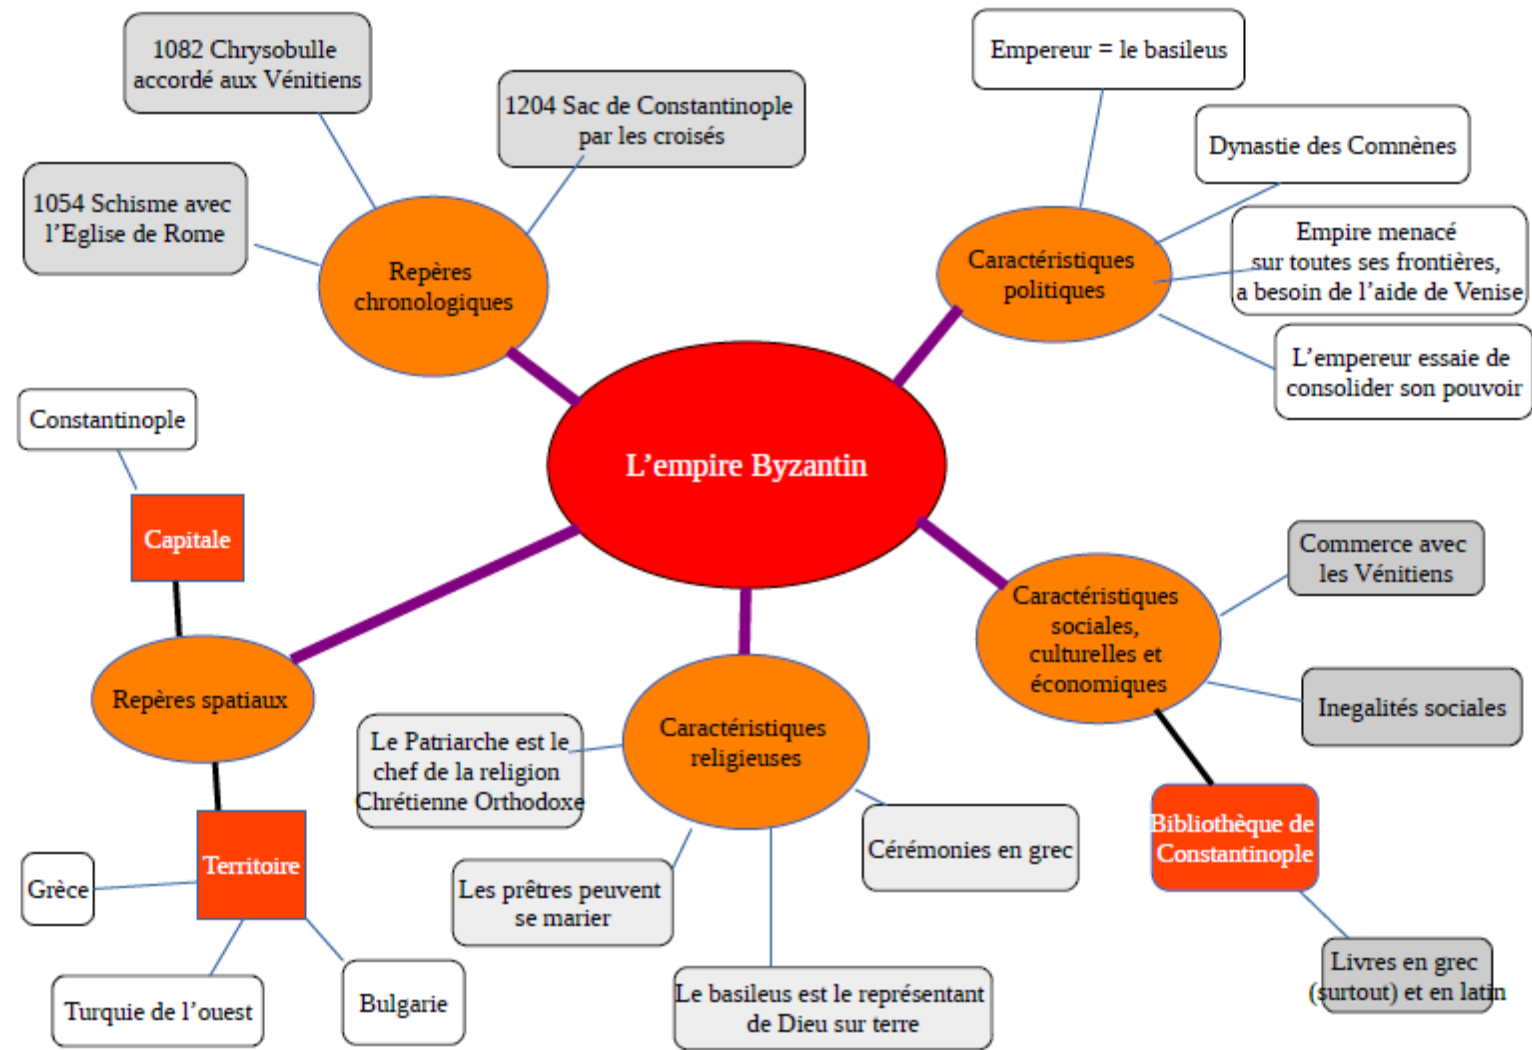 1082 Chrysobulle
accordé aux Vénitiens
1204 Sac de Constantinople
par les croisés
1054 Schisme avec
l’Eglise de Rome
Repères
chronologiques
Empereur = le basileus
Dynastie des Comnènes
Empire menacé
sur toutes ses frontières,
a besoin de l’aide de Venise
L’empereur essaie de
consolider son pouvoir
Caractéristiques
politiques
L’empire Byzantin
Constantinople
Capitale
Repères spatiaux
Territoire
Grèce
Turquie de l’ouest
Bulgarie
Caractéristiques
religieuses
Le Patriarche est le
chef de la religion
Chrétienne Orthodoxe
Les prêtres peuvent
se marier
Le basileus est le représentant
de Dieu sur terre
Cérémonies en grec
Caractéristiques
sociales,
culturelles et
économiques
Commerce avec
les Vénitiens
Inegalités sociales
Bibliothèque de
Constantinople
Livres en grec
(surtout) et en latin